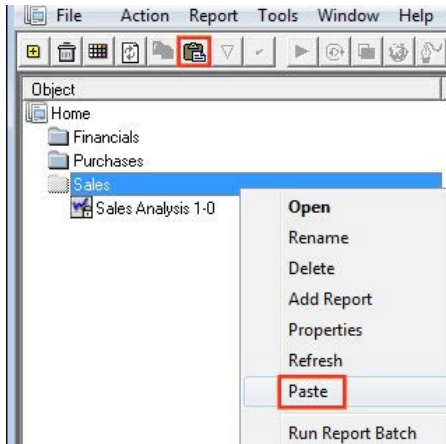 File Action Report Tools Window Help
Object
Home
Financials
Purchases
Sales
Sales Analysis 1-0
Open
Rename
Delete
Add Report
Properties
Refresh
Paste
Run Report Batch